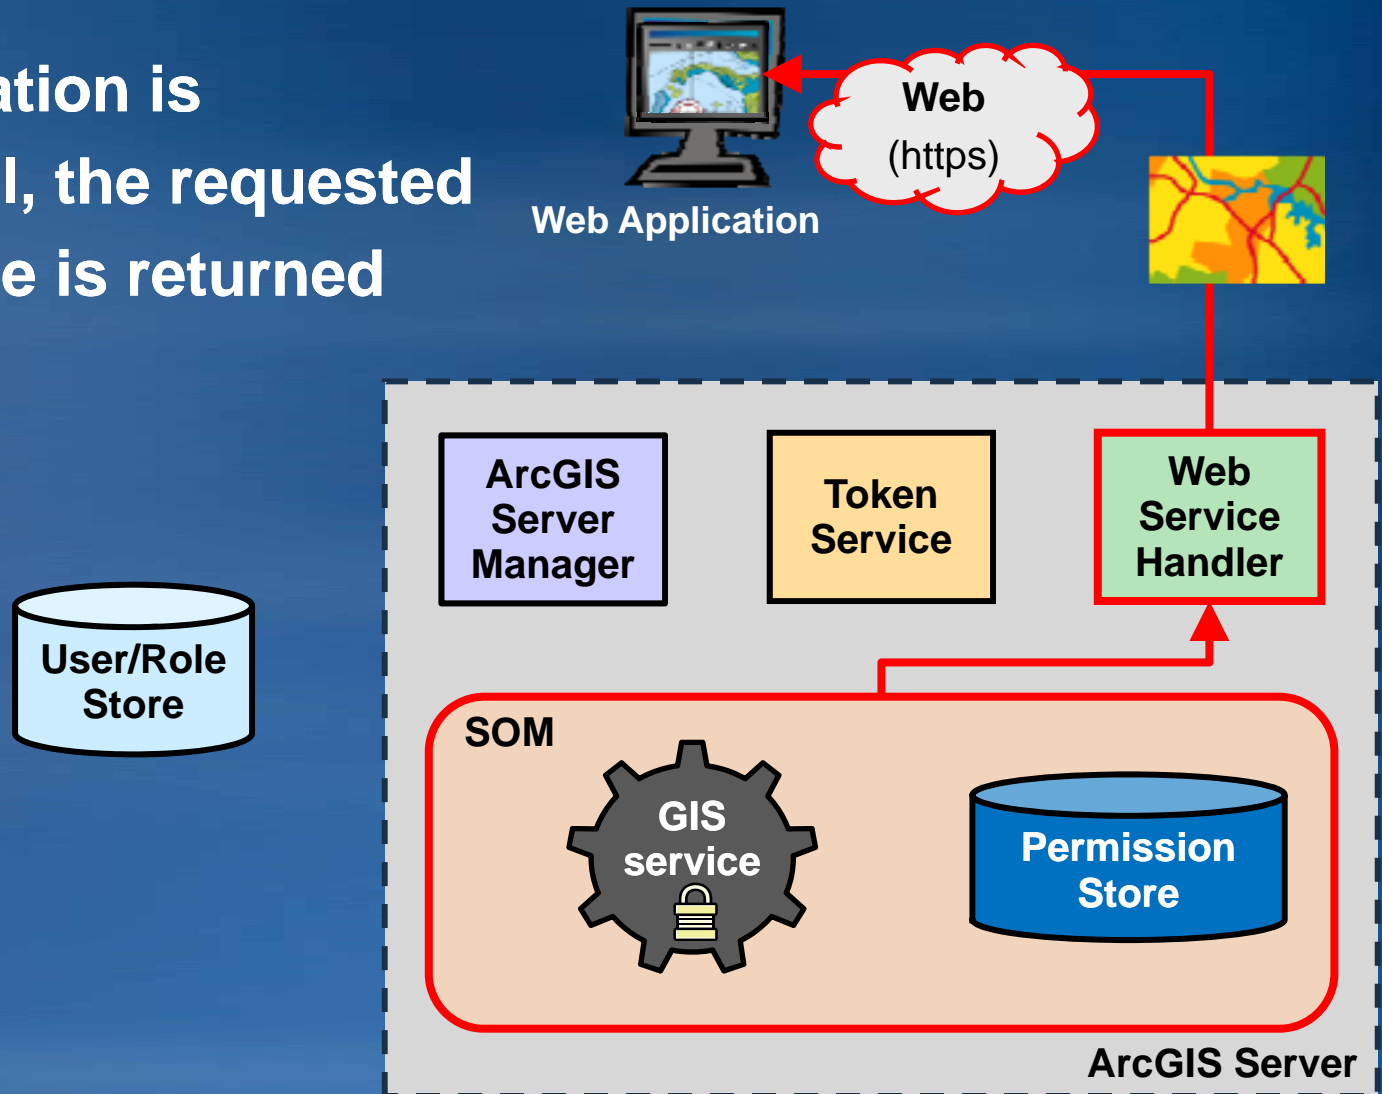 ation is
l, the requested
e is returned
Web
(https)
Web Application
ArcGIS
Server
Manager
Token
Service
Web
Service
Handler
User/Role
Store
SOM
GIS
service
Permission
Store
ArcGIS Server